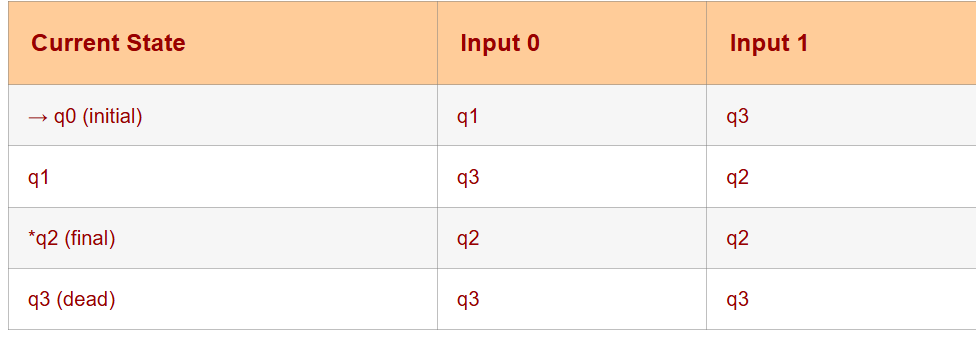 Current State Input 0 Input 1
→ q0 (initial) q1 q3
q1 q3 q2
*q2 (final) q2 q2
q3 (dead) q3 q3